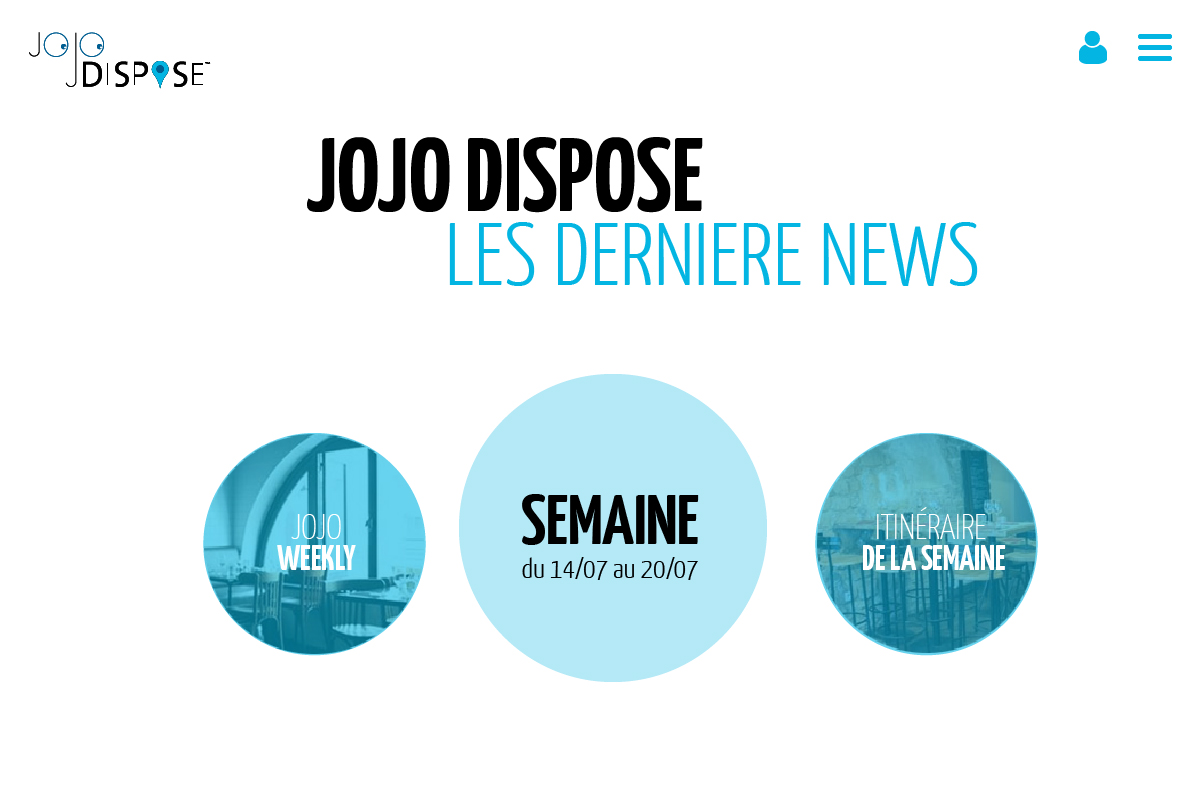 JOJO
DISPOSE™
JOJO DISPOSE
LES DERNIERE NEWS
JOJO
WEEKLY
SEMAINE
du 14/07 au 20/07
ITINÉRAIRE
DE LA SEMAINE